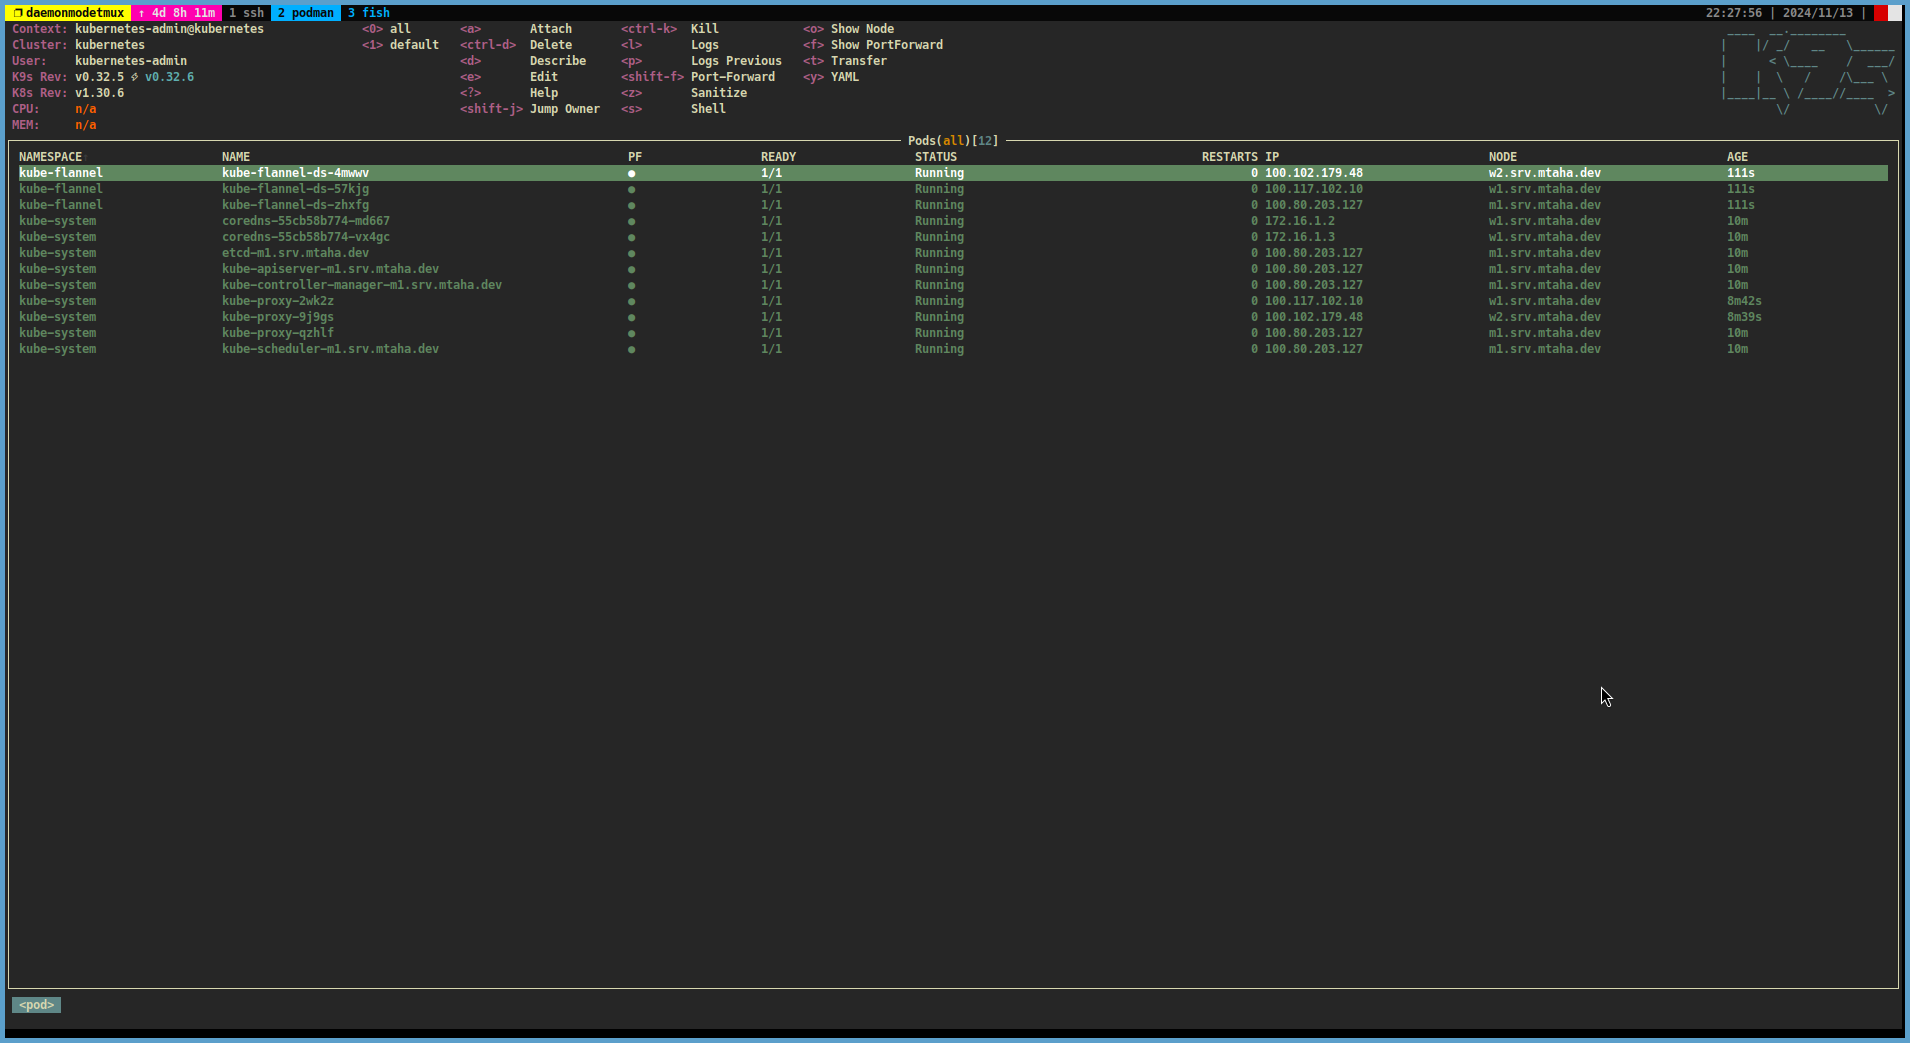 daemonmodetmux ↑ 4d 8h 11m 1 ssh 2 podman 3 fish 22:27:56 | 2024/11/13 |
Context: kubernetes-admin@kubernetes <0> all <a> Attach <ctrl-k> Kill <o> Show Node
Cluster: kubernetes <1> default <ctrl-d> Delete <l> Logs <f> Show PortForward
User: kubernetes-admin <d> Describe <p> Logs Previous <t> Transfer
K9s Rev: v0.32.5 ⚡ v0.32.6 <e> Edit <shift-f> Port-Forward <y> YAML
K8s Rev: v1.30.6 <?> Help <z> Sanitize
CPU: n/a <shift-j> Jump Owner <s> Shell
MEM: n/a
Pods(all)[12]
NAMESPACE↑ NAME PF READY STATUS RESTARTS IP NODE AGE
kube-flannel kube-flannel-ds-4mwwv ● 1/1 Running 0 100.102.179.48 w2.srv.mtaha.dev 111s
kube-flannel kube-flannel-ds-57kjg ● 1/1 Running 0 100.117.102.10 w1.srv.mtaha.dev 111s
kube-flannel kube-flannel-ds-zhxfg ● 1/1 Running 0 100.80.203.127 m1.srv.mtaha.dev 111s
kube-system coredns-55cb58b774-md667 ● 1/1 Running 0 172.16.1.2 w1.srv.mtaha.dev 10m
kube-system coredns-55cb58b774-vx4gc ● 1/1 Running 0 172.16.1.3 w1.srv.mtaha.dev 10m
kube-system etcd-m1.srv.mtaha.dev ● 1/1 Running 0 100.80.203.127 m1.srv.mtaha.dev 10m
kube-system kube-apiserver-m1.srv.mtaha.dev ● 1/1 Running 0 100.80.203.127 m1.srv.mtaha.dev 10m
kube-system kube-controller-manager-m1.srv.mtaha.dev ● 1/1 Running 0 100.80.203.127 m1.srv.mtaha.dev 10m
kube-system kube-proxy-2wk2z ● 1/1 Running 0 100.117.102.10 w1.srv.mtaha.dev 8m42s
kube-system kube-proxy-9j9gs ● 1/1 Running 0 100.102.179.48 w2.srv.mtaha.dev 8m39s
kube-system kube-proxy-qzhlf ● 1/1 Running 0 100.80.203.127 m1.srv.mtaha.dev 10m
kube-system kube-scheduler-m1.srv.mtaha.dev ● 1/1 Running 0 100.80.203.127 m1.srv.mtaha.dev 10m
<pod>